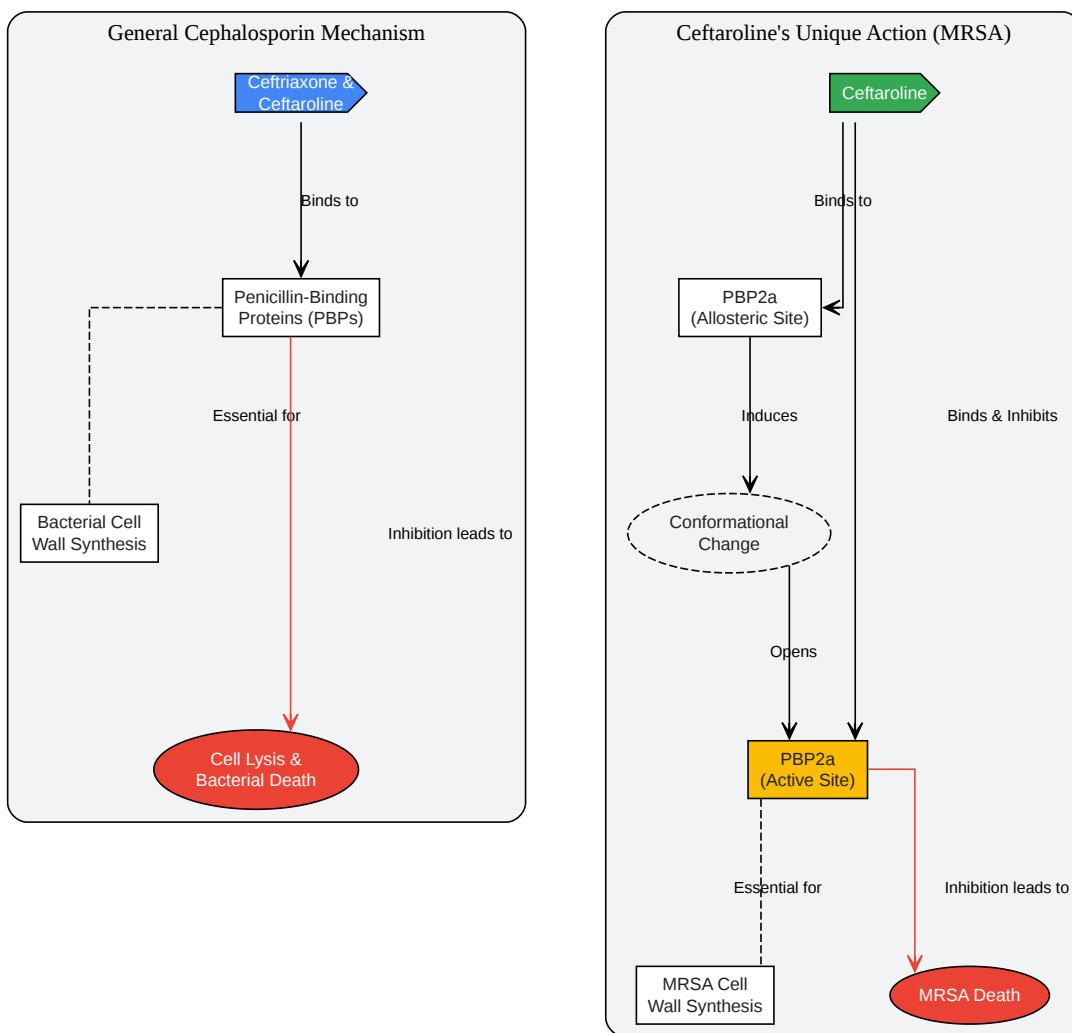 General Cephalosporin Mechanism
Ceftriaxone &
Ceftaroline
Binds to
Penicillin-Binding
Proteins (PBPs)
Essential for
Bacterial Cell
Wall Synthesis
Inhibition leads to
Cell Lysis &
Bacterial Death
Ceftaroline's Unique Action (MRSA)
Ceftaroline
Binds to
PBP2a
(Allosteric Site)
Induces
Binds & Inhibits
Conformational
Change
Opens
PBP2a
(Active Site)
Essential for
Inhibition leads to
MRSA Cell
Wall Synthesis
MRSA Death